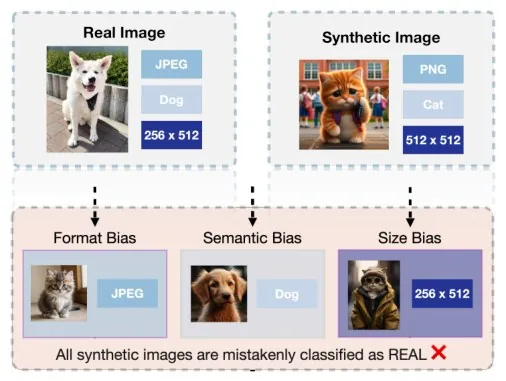 Real Image
JPEG
Dog
256 x 512
Synthetic Image
PNG
Cat
512 x 512
Format Bias
JPEG
Semantic Bias
Dog
Size Bias
256 x 512
All synthetic images are mistakenly classified as REAL ❌